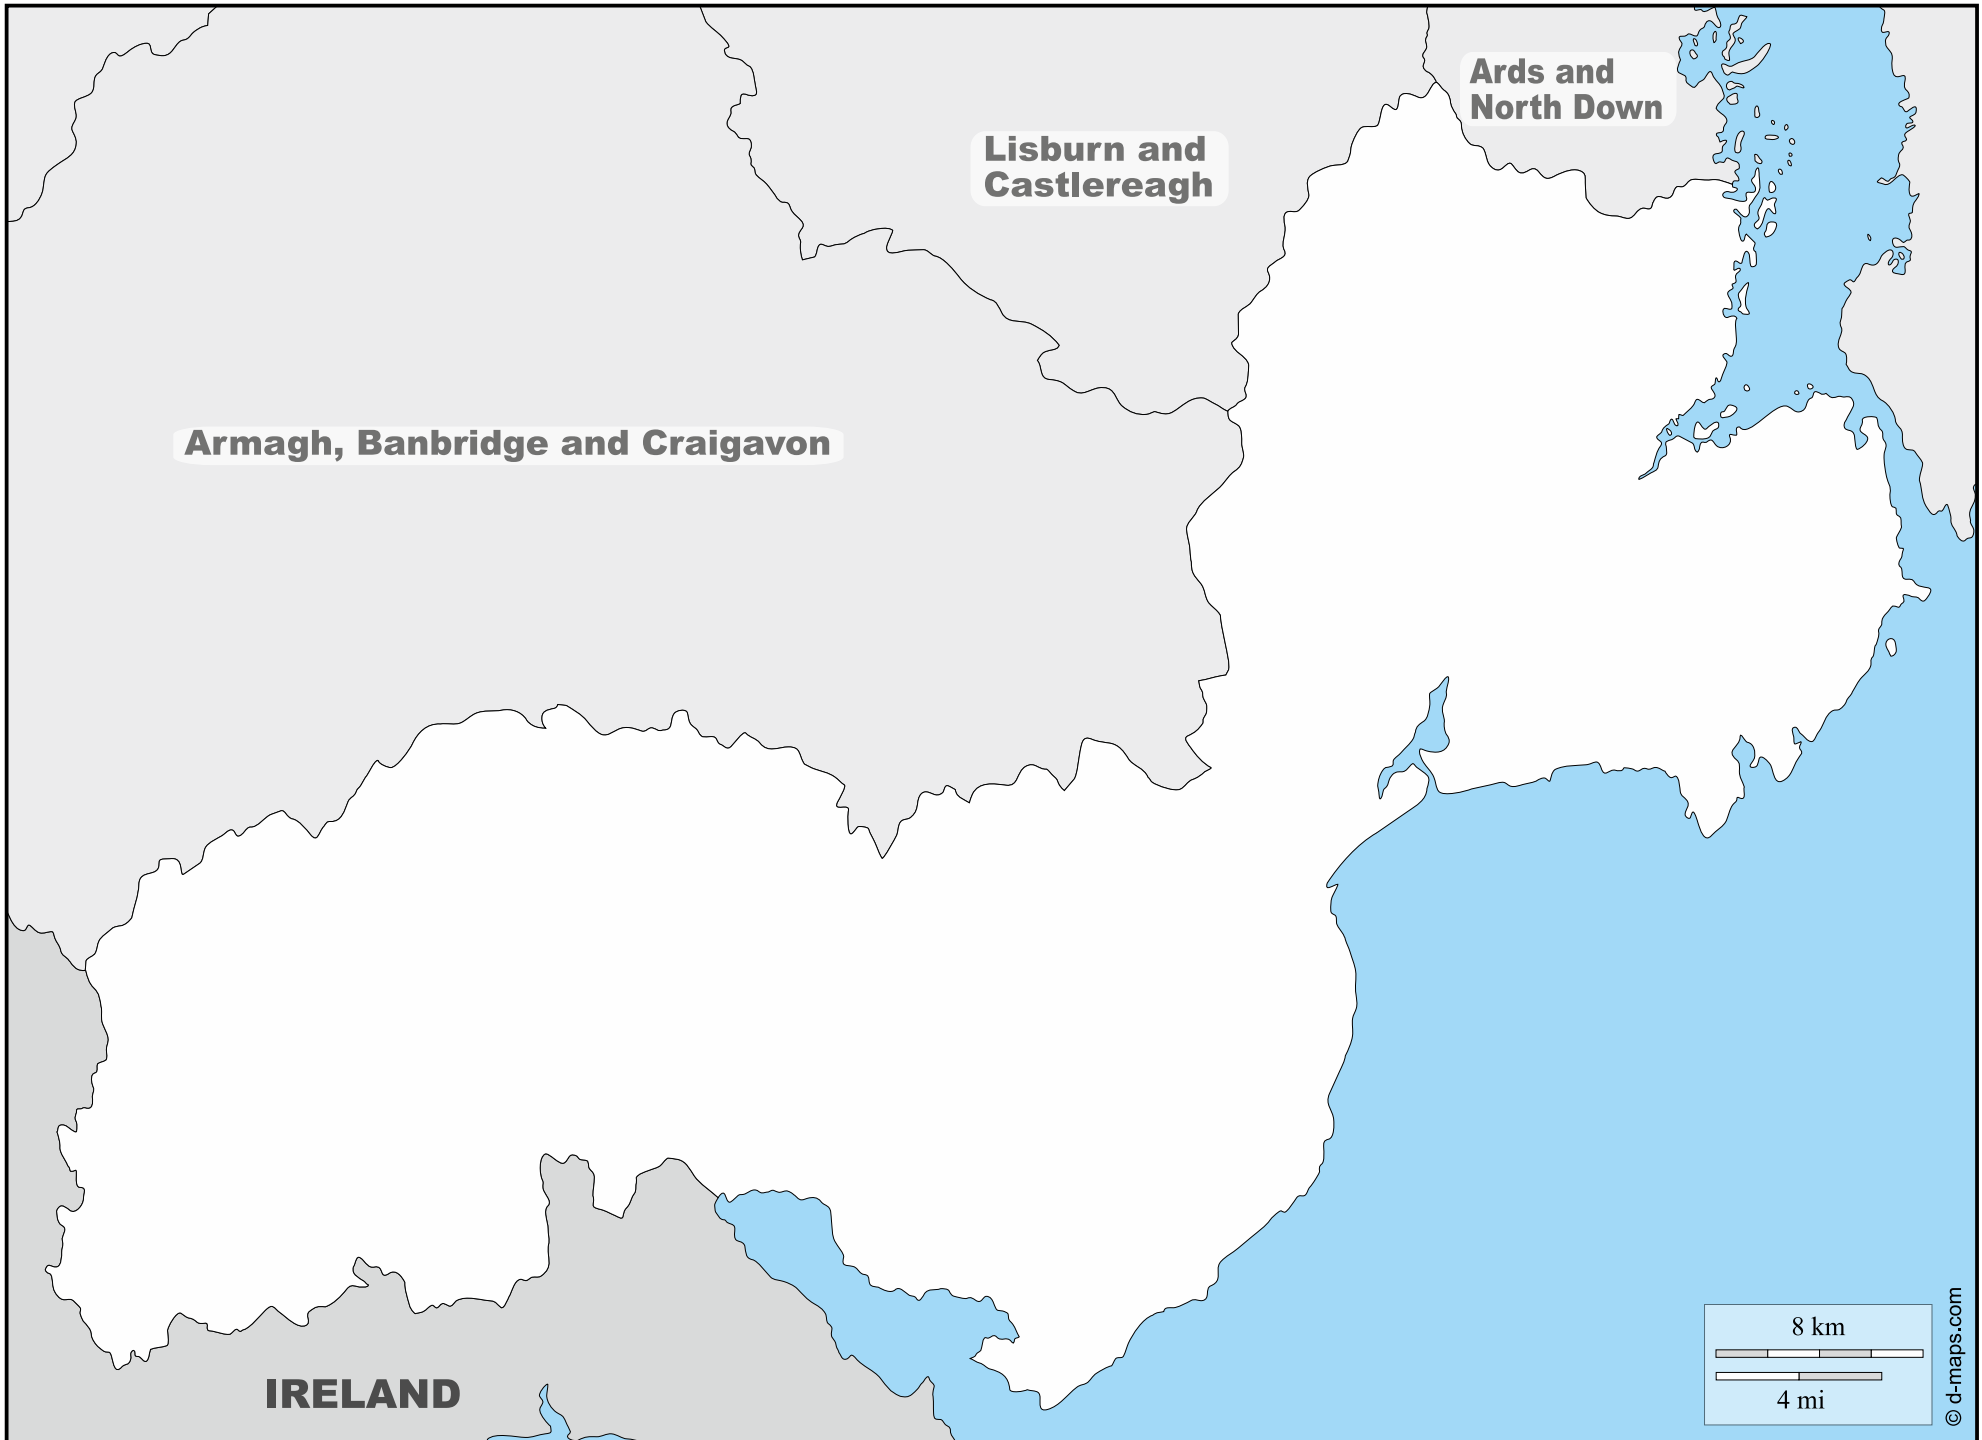 Ards and
North Down
Lisburn and
Castlereagh
Armagh, Banbridge and Craigavon
IRELAND
8 km
4 mi
© d-maps.com